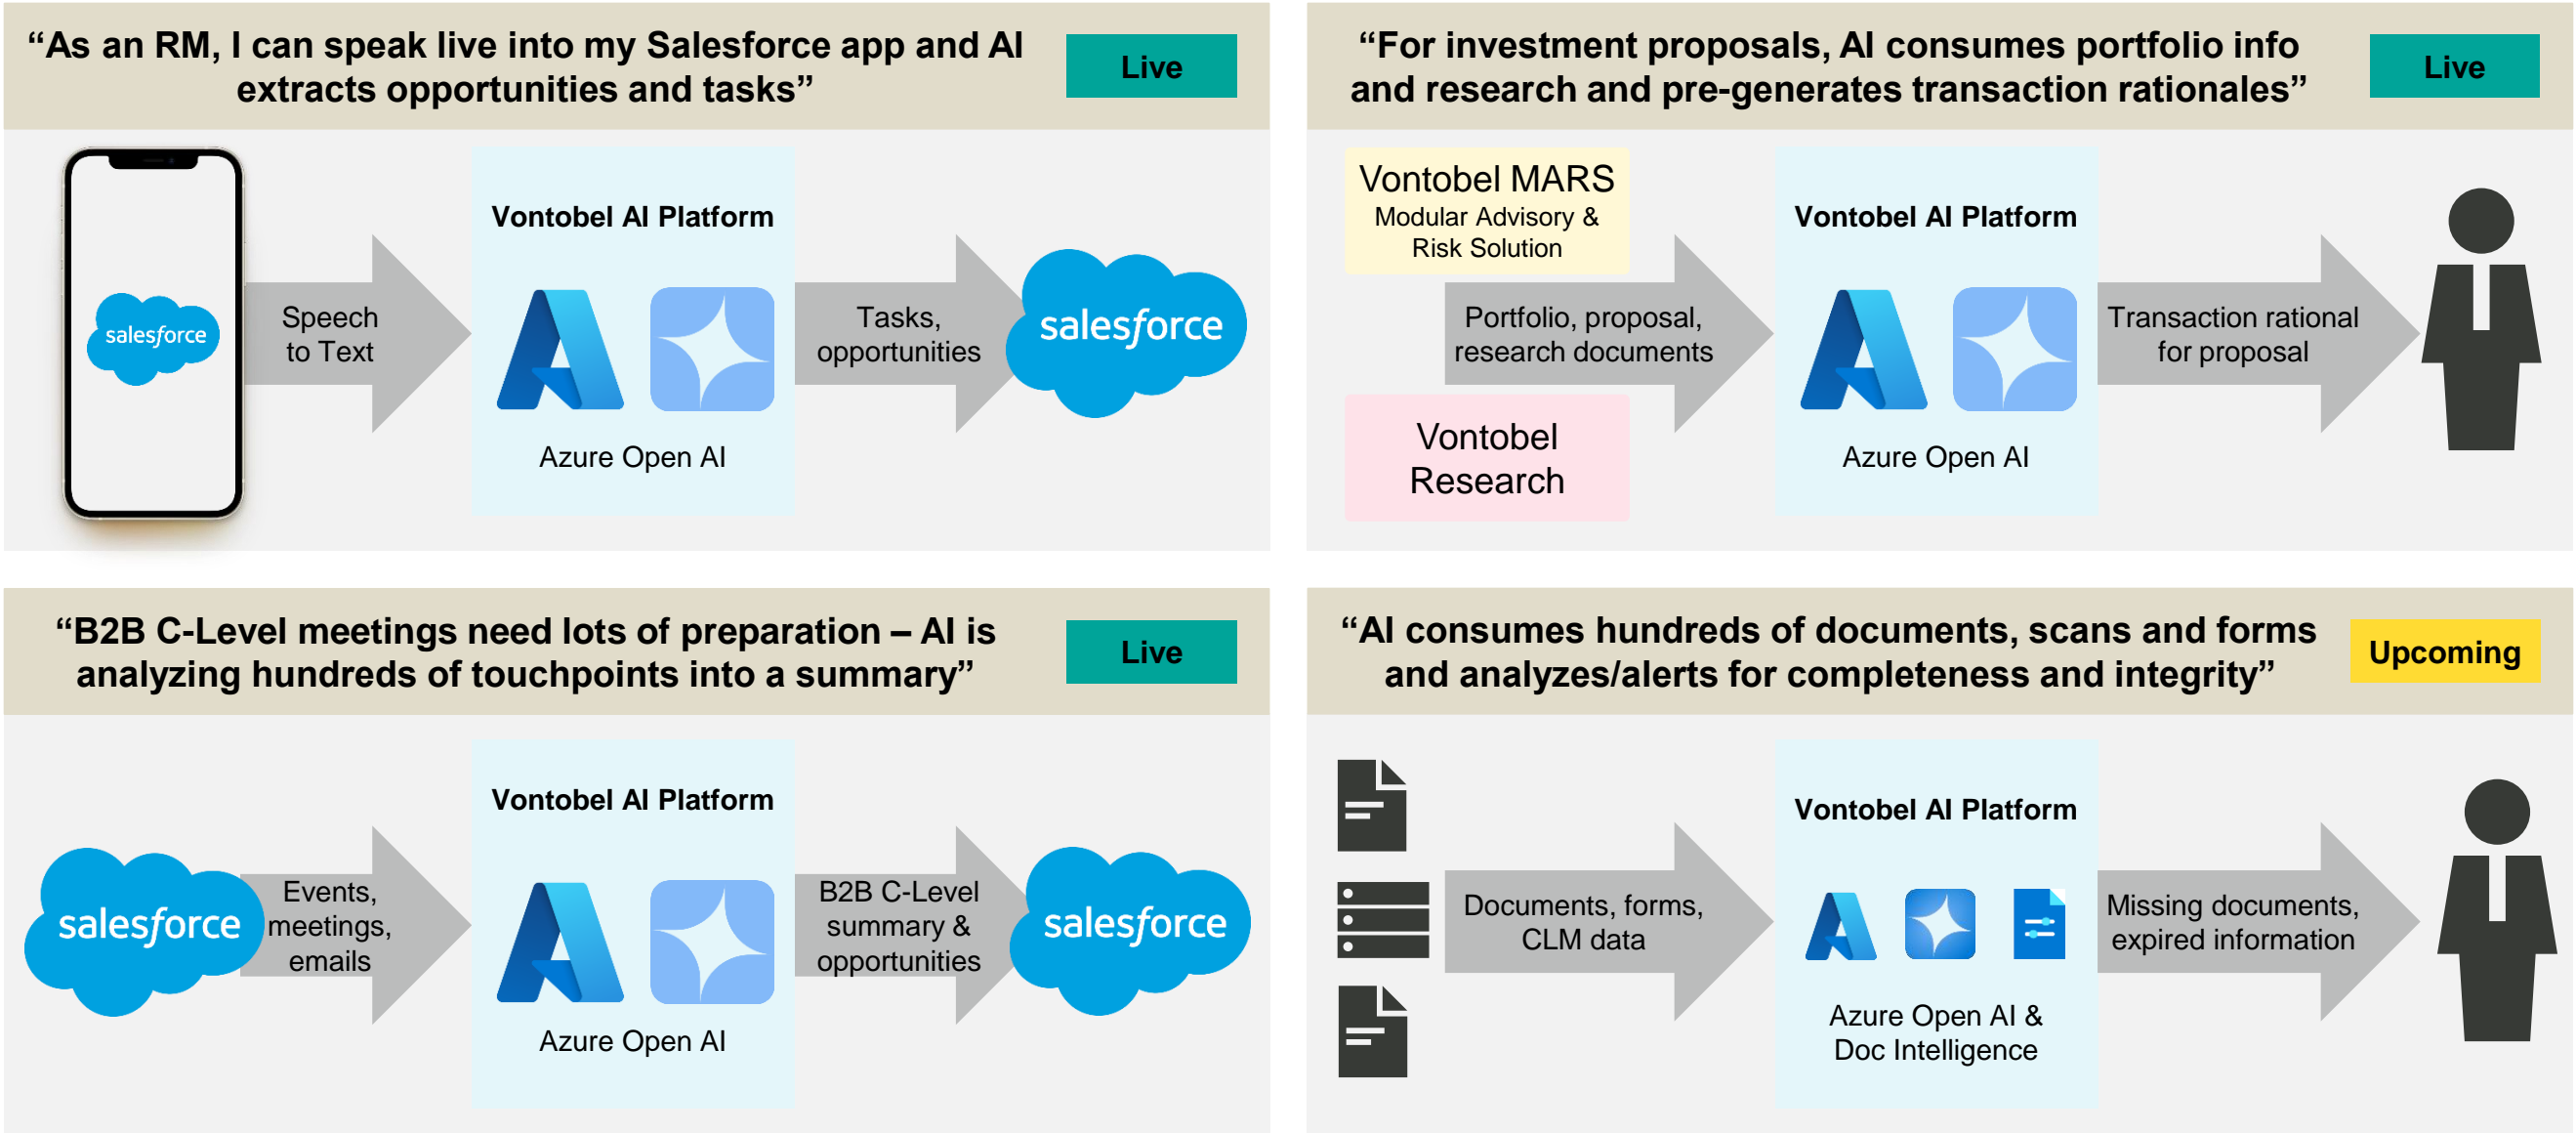 “As an RM, I can speak live into my Salesforce app and AI
extracts opportunities and tasks”
Live
salesforce
Speech
to Text
Vontobel AI Platform
Azure Open AI
Tasks,
opportunities
salesforce
“For investment proposals, AI consumes portfolio info
and research and pre-generates transaction rationales”
Live
Vontobel MARS
Modular Advisory &
Risk Solution
Portfolio, proposal,
research documents
Vontobel
Research
Vontobel AI Platform
Azure Open AI
Transaction rational
for proposal
“B2B C-Level meetings need lots of preparation – AI is
analyzing hundreds of touchpoints into a summary”
Live
salesforce
Events,
meetings,
emails
Vontobel AI Platform
Azure Open AI
B2B C-Level
summary &
opportunities
salesforce
“AI consumes hundreds of documents, scans and forms
and analyzes/alerts for completeness and integrity”
Upcoming
Documents, forms,
CLM data
Vontobel AI Platform
Azure Open AI &
Doc Intelligence
Missing documents,
expired information